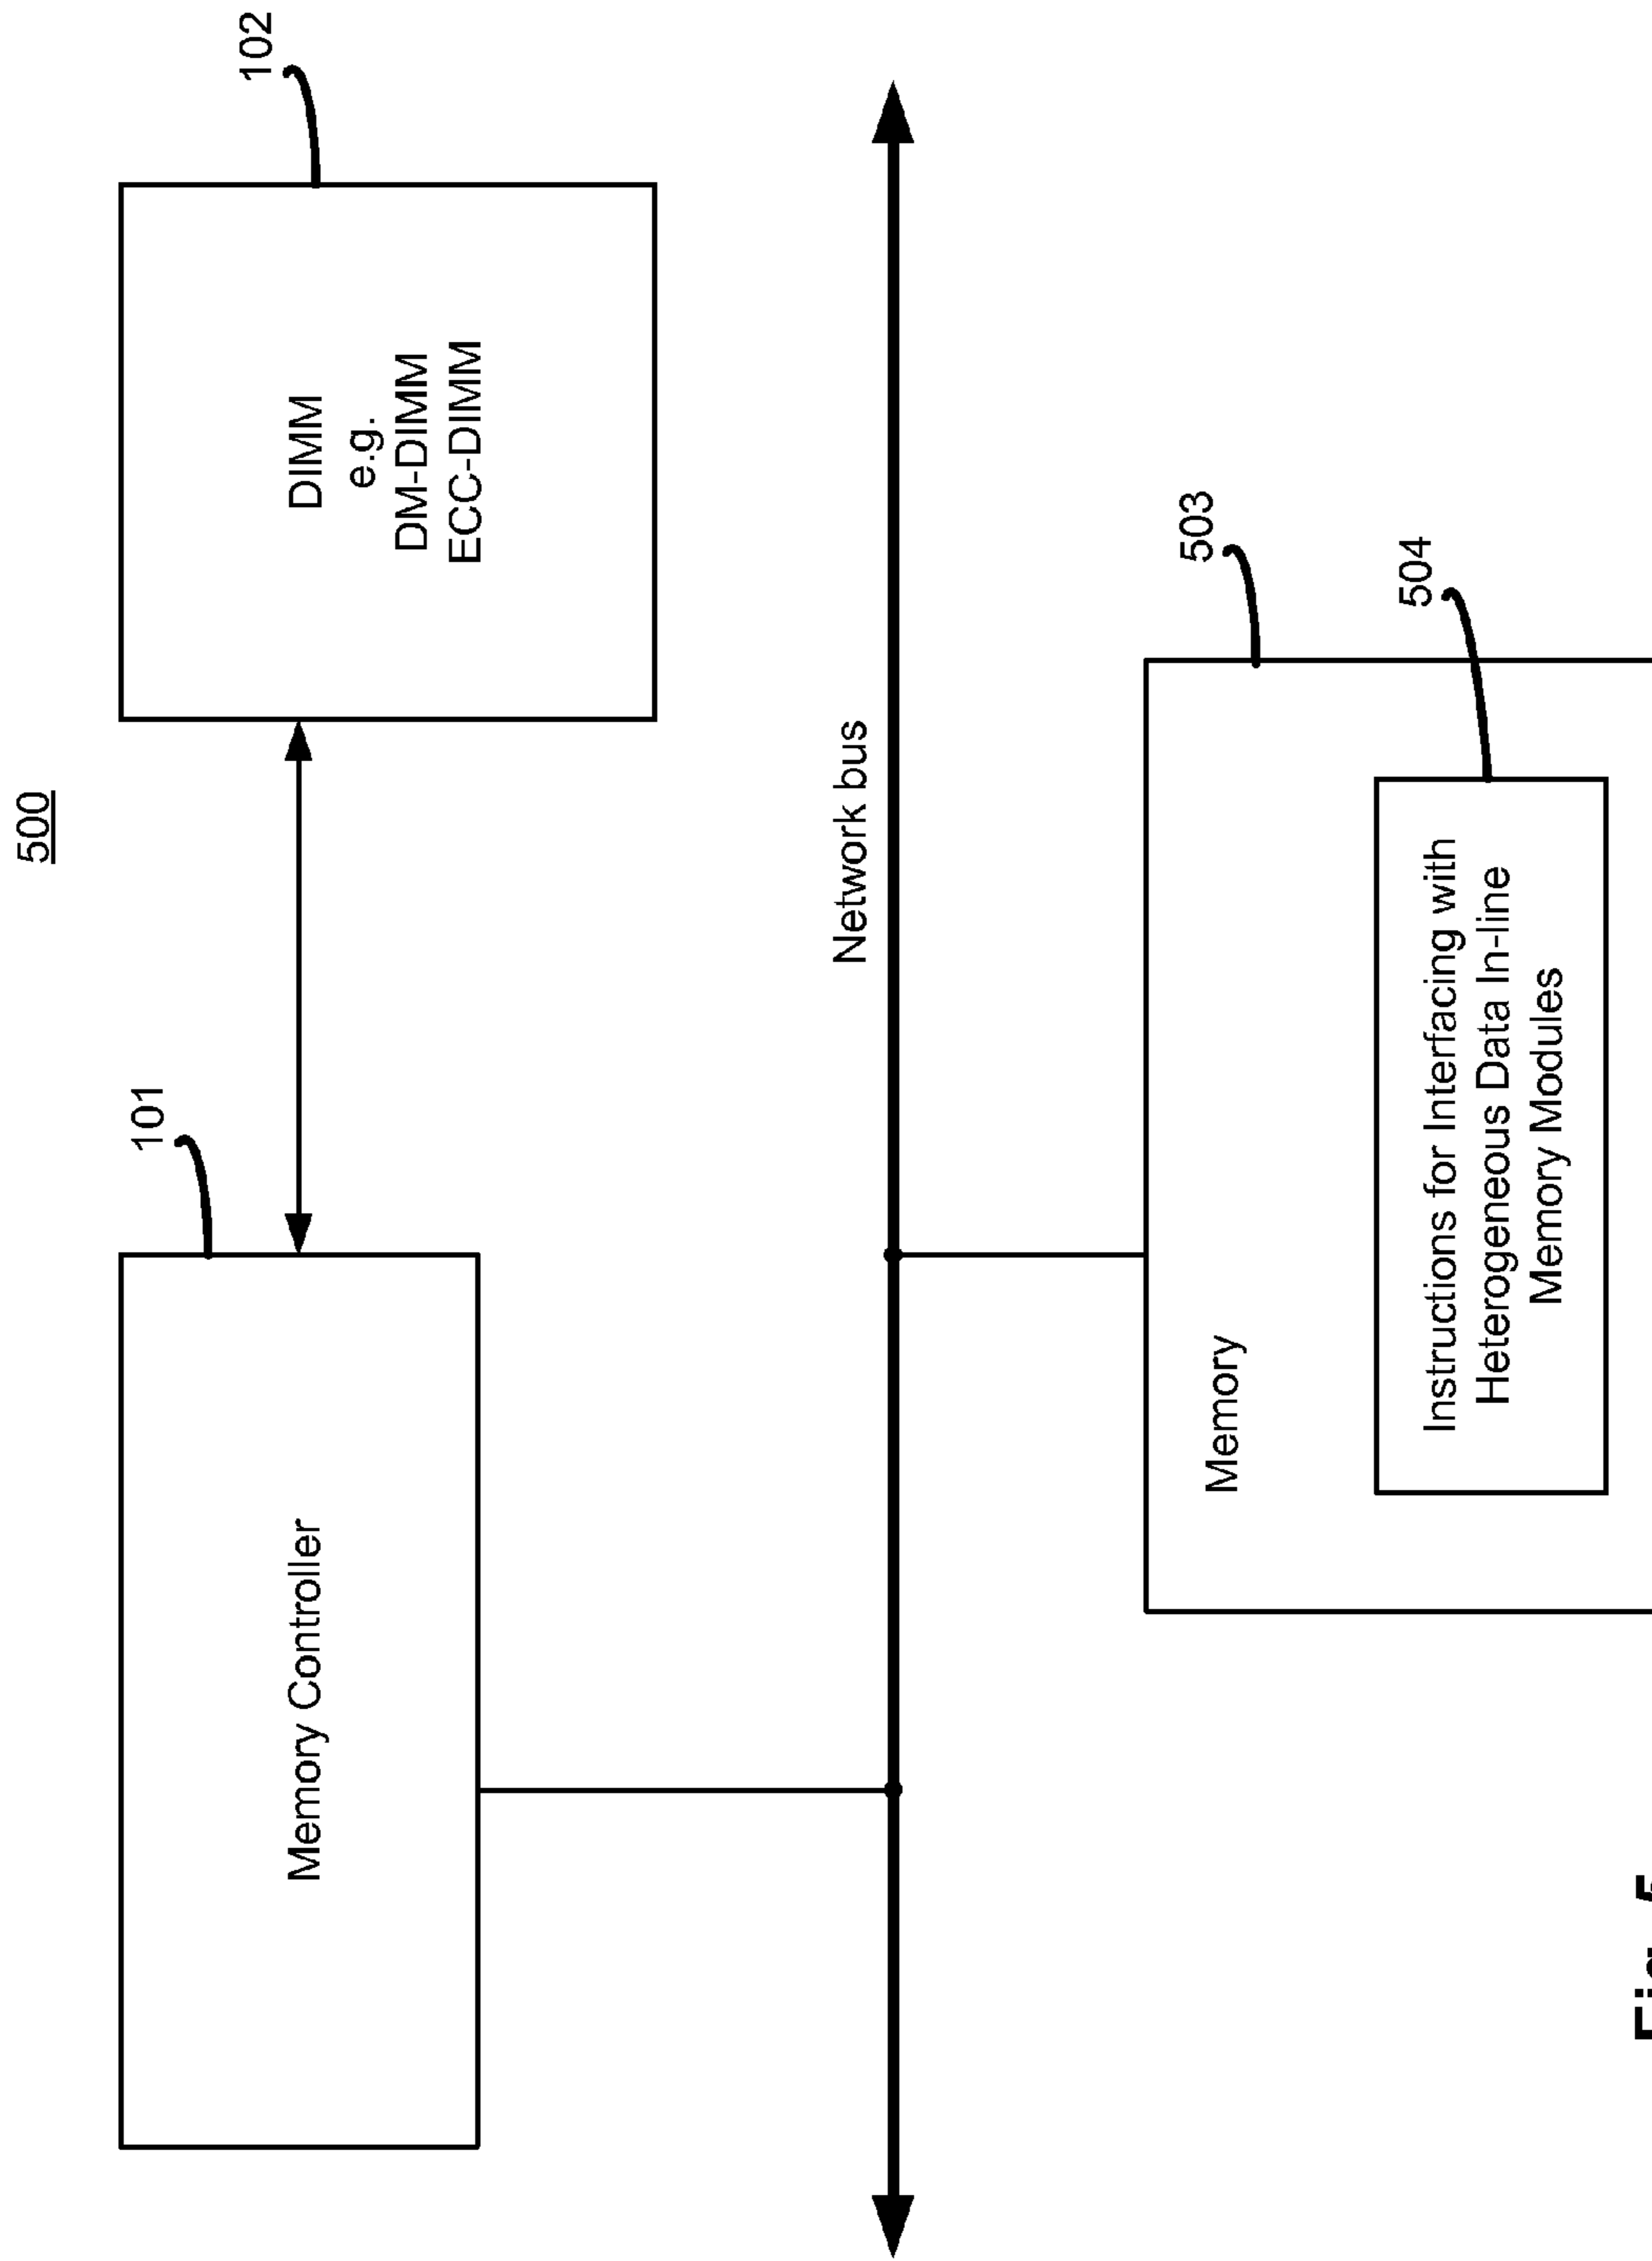 500
101
102
Memory Controller
DIMM
e.g.
DM-DIMM
ECC-DIMM
Network bus
503
Memory
504
Instructions for Interfacing with
Heterogeneous Data In-line
Memory Modules